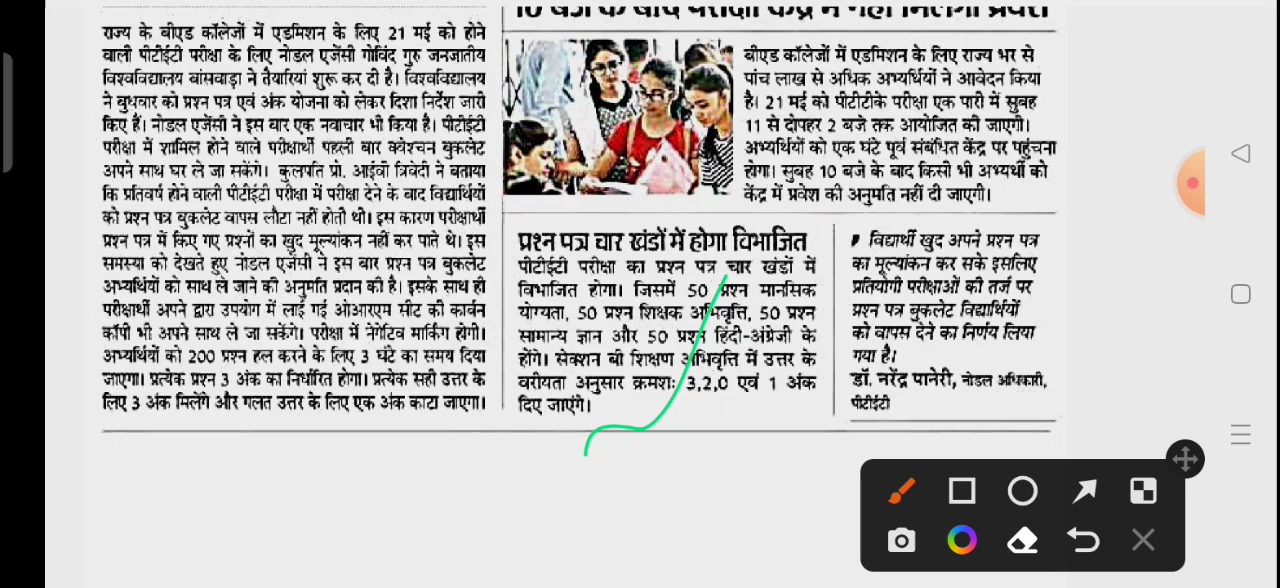 10 बजे के बाद परीक्षा केंद्र में नहीं मिलेगा प्रवेश
राज्य के बीएड कॉलेजों में एडमिशन के लिए 21 मई को होने
वाली पीटीईटी परीक्षा के लिए नोडल एजेंसी गोविंद गुरु जनजातीय
विश्वविद्यालय बांसवाड़ा ने तैयारियां शुरू कर दी है। विश्वविद्यालय
ने बुधवार को प्रश्न पत्र एवं अंक योजना को लेकर दिशा निर्देश जारी
किए हैं। नोडल एजेंसी ने इस बार एक नवाचार भी किया है। पीटीईटी
परीक्षा में शामिल होने वाले परीक्षार्थी पहली बार क्वेश्चन बुकलेट
अपने साथ घर ले जा सकेंगे। कुलपति प्रो. आईवी त्रिवेदी ने बताया
कि प्रतिवर्ष होने वाली पीटीईटी परीक्षा में परीक्षा देने के बाद विद्यार्थियों
को प्रश्न पत्र बुकलेट वापस लौटा नहीं होती थी। इस कारण परीक्षार्थी
प्रश्न पत्र में किए गए प्रश्नों का खुद मूल्यांकन नहीं कर पाते थे। इस
समस्या को देखते हुए नोडल एजेंसी ने इस बार प्रश्न पत्र बुकलेट
अभ्यर्थियों को साथ ले जाने की अनुमति प्रदान की है। इसके साथ ही
परीक्षार्थी अपने द्वारा उपयोग में लाई गई ओआरएम सीट की कार्बन
कॉपी भी अपने साथ ले जा सकेंगे। परीक्षा में नेगेटिव मार्किंग होगी।
अभ्यर्थियों को 200 प्रश्न हल करने के लिए 3 घंटे का समय दिया
जाएगा। प्रत्येक प्रश्न 3 अंक का निर्धारित होगा। प्रत्येक सही उत्तर के
लिए 3 अंक मिलेंगे और गलत उत्तर के लिए एक अंक काटा जाएगा।
बीएड कॉलेजों में एडमिशन के लिए राज्य भर से
पांच लाख से अधिक अभ्यर्थियों ने आवेदन किया
है। 21 मई को पीटीटीके परीक्षा एक पारी में सुबह
11 से दोपहर 2 बजे तक आयोजित की जाएगी।
अभ्यर्थियों को एक घंटे पूर्व संबंधित केंद्र पर पहुंचना
होगा। सुबह 10 बजे के बाद किसी भी अभ्यर्थी को
केंद्र में प्रवेश की अनुमति नहीं दी जाएगी।
प्रश्न पत्र चार खंडों में होगा विभाजित
पीटीईटी परीक्षा का प्रश्न पत्र चार खंडों में
विभाजित होगा। जिसमें 50 प्रश्न मानसिक
योग्यता, 50 प्रश्न शिक्षक अभिवृत्ति, 50 प्रश्न
सामान्य ज्ञान और 50 प्रश्न हिंदी-अंग्रेजी के
होंगे। सेक्शन बी शिक्षण अभिवृत्ति में उत्तर के
वरीयता अनुसार क्रमशः 3,2,0 एवं 1 अंक
दिए जाएंगे।
विद्यार्थी खुद अपने प्रश्न पत्र
का मूल्यांकन कर सके इसलिए
प्रतियोगी परीक्षाओं की तर्ज पर
प्रश्न पत्र बुकलेट विद्यार्थियों
को वापस देने का निर्णय लिया
गया है।
डॉ. नरेंद्र पानेरी, नोडल अधिकारी,
पीटीईटी